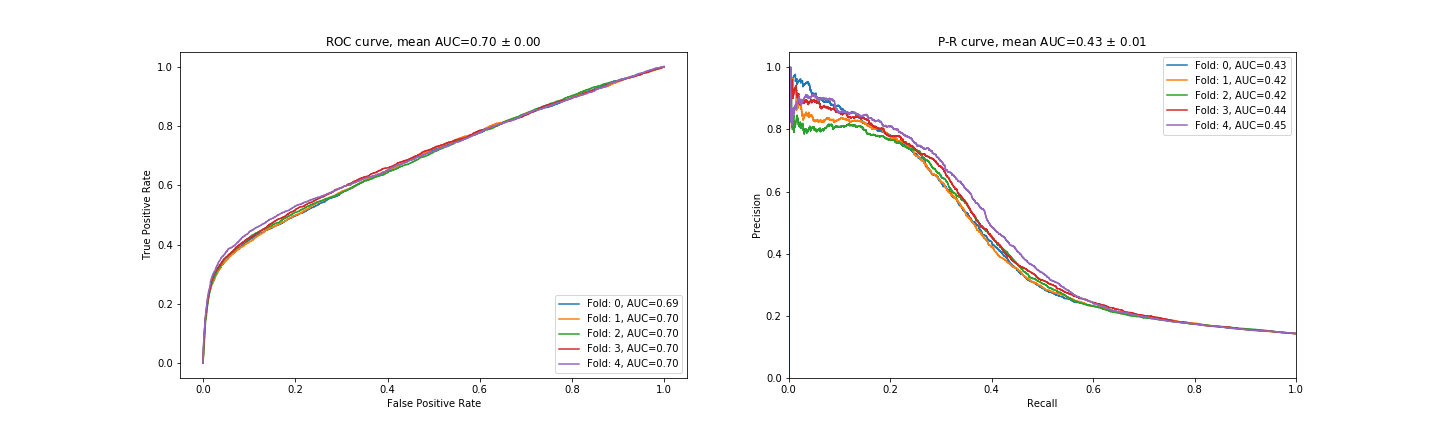 ROC curve, mean AUC=0.70 ± 0.00
1.0
0.8
0.6
0.4
0.2
0.0
True Positive Rate
0.0 0.2 0.4 0.6 0.8 1.0
False Positive Rate
Fold: 0, AUC=0.69
Fold: 1, AUC=0.70
Fold: 2, AUC=0.70
Fold: 3, AUC=0.70
Fold: 4, AUC=0.70
P-R curve, mean AUC=0.43 ± 0.01
1.0
0.8
0.6
0.4
0.2
0.0
Precision
0.0 0.2 0.4 0.6 0.8 1.0
Recall
Fold: 0, AUC=0.43
Fold: 1, AUC=0.42
Fold: 2, AUC=0.42
Fold: 3, AUC=0.44
Fold: 4, AUC=0.45